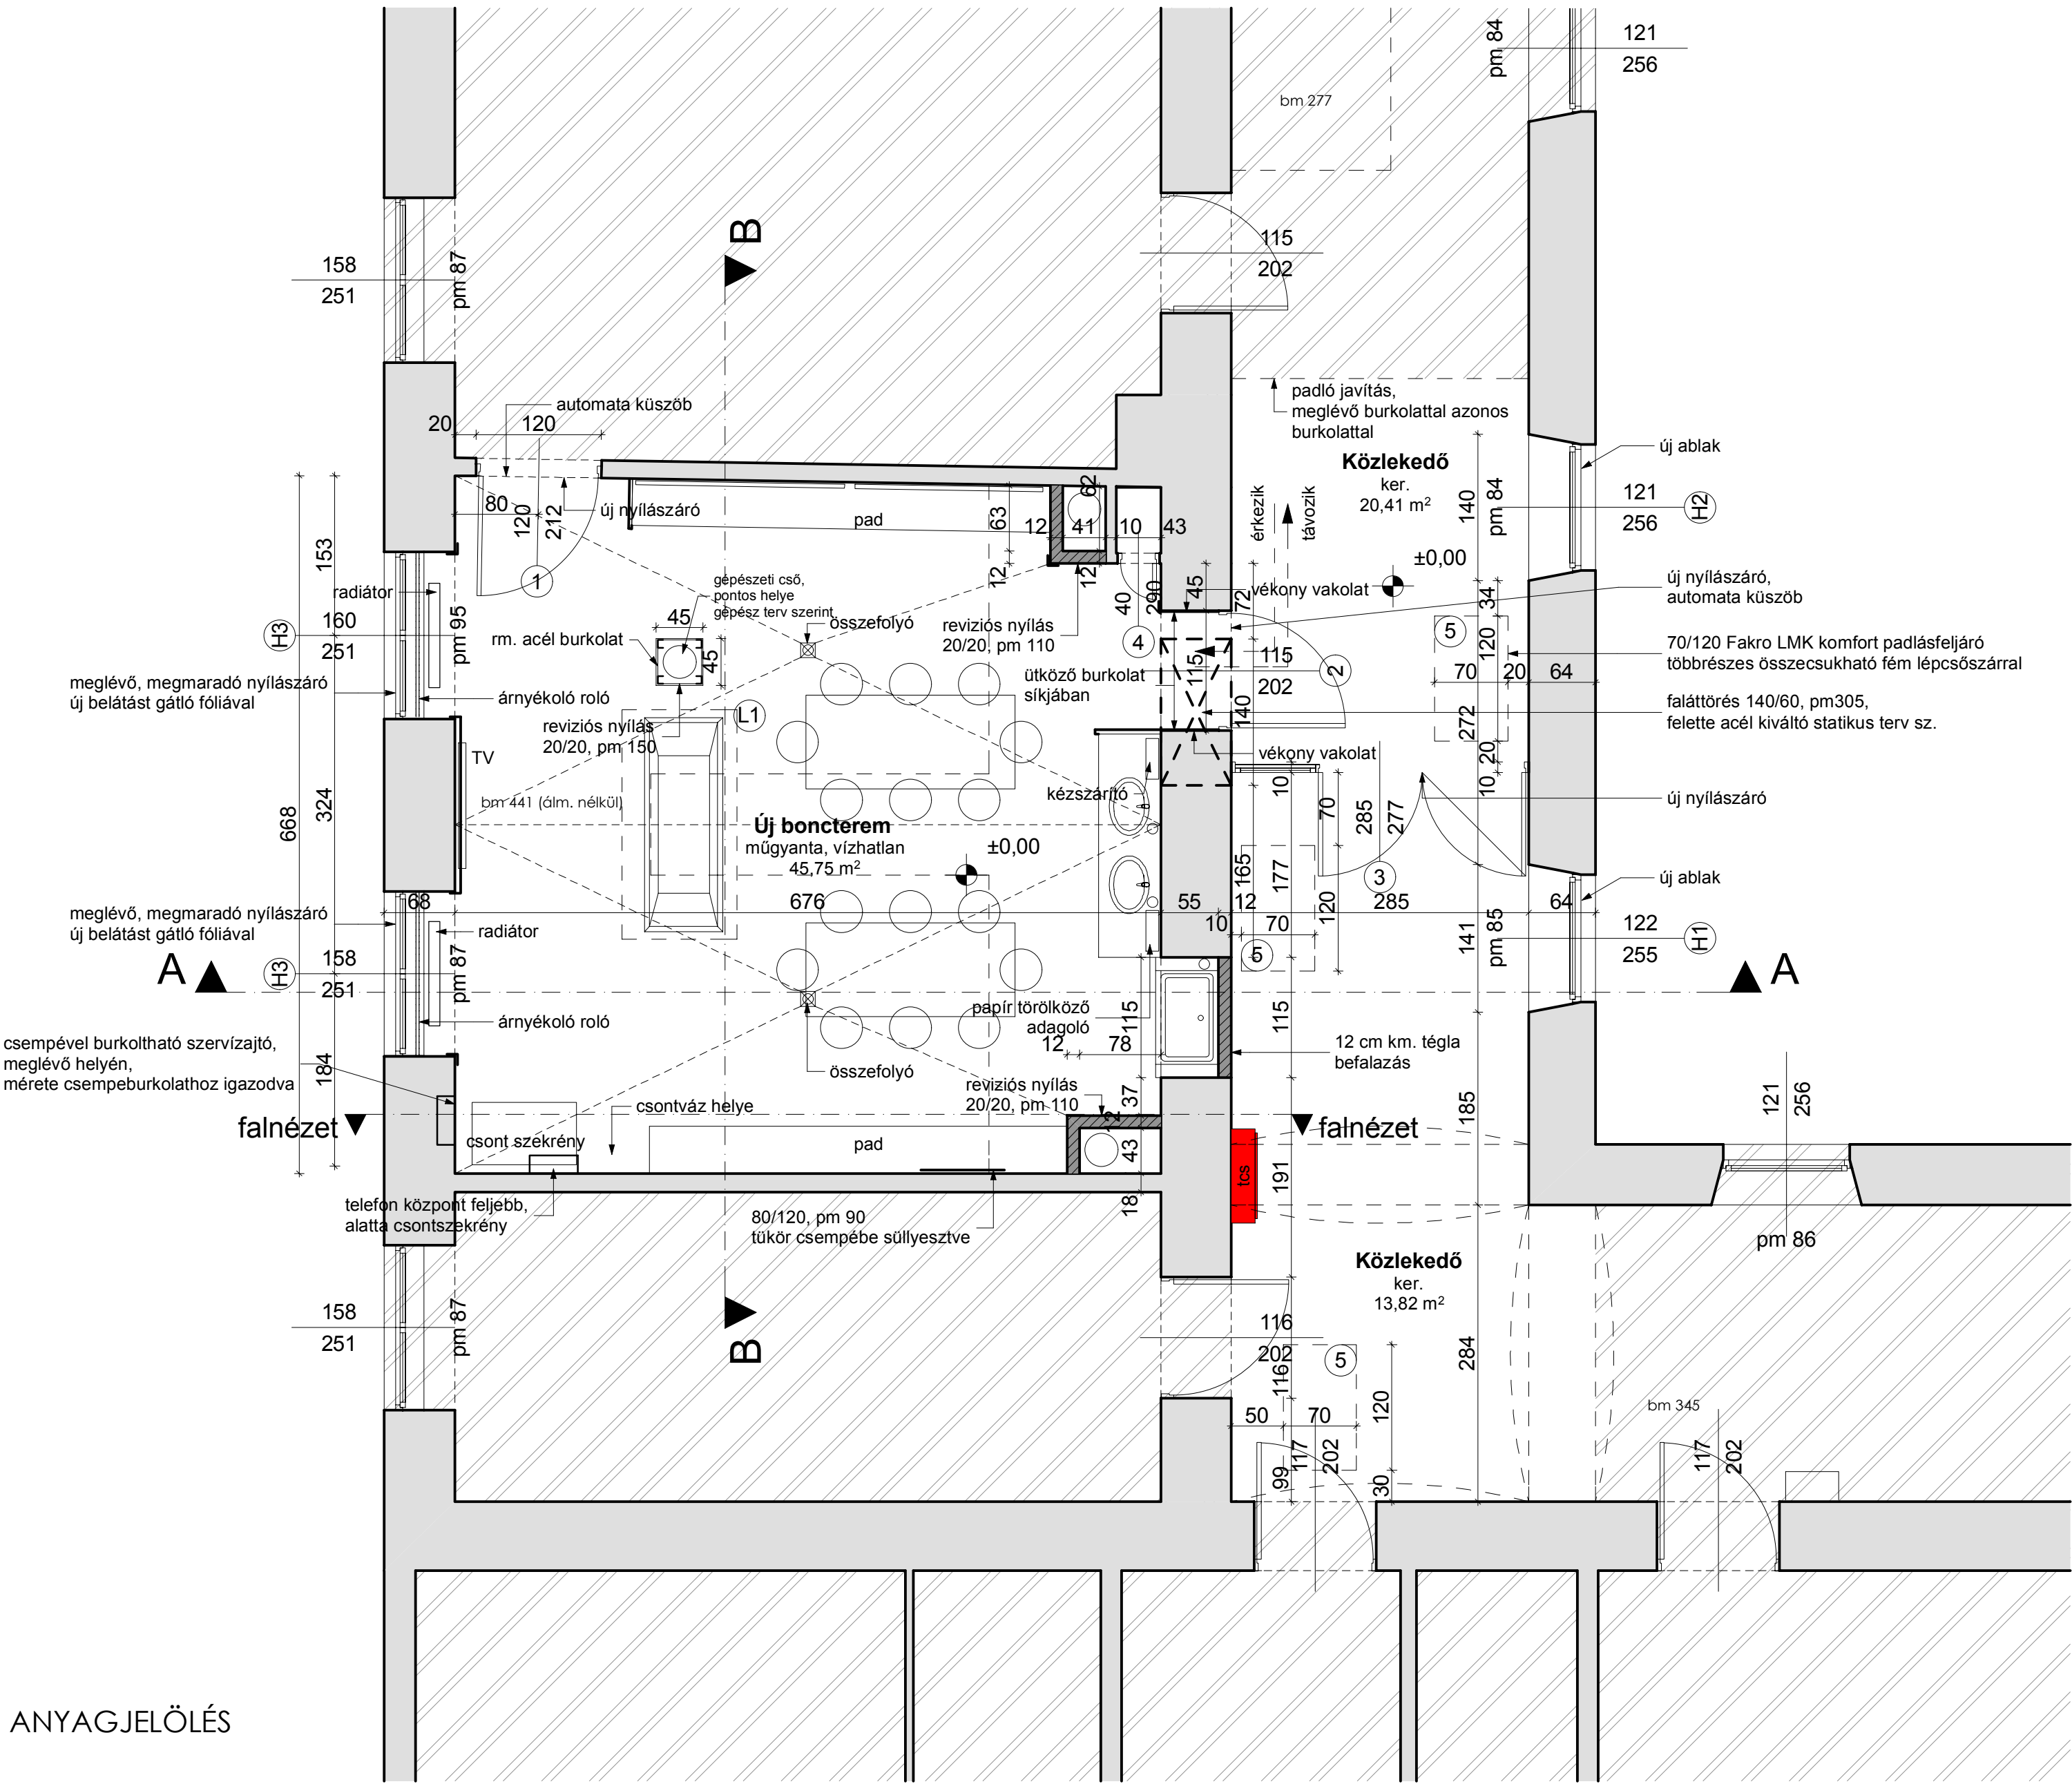 121
256
pm 84
bm 277
B
115
202
158
251
pm 87
automata küszöb
20
120
padló javítás,
meglévő burkolattal azonos
burkolattal
új ablak
Közlekedő
ker.
20,41 m²
140
pm 84
121
256
H2
80
120
212
új nyílászáró
pad
63
12
62
12
41
10
43
érkezik
távozik
±0,00
153
1
radiátor
gépészeti cső,
pontos helye
gépész terv szerint
12
40
290
45
vékony vakolat
72
34
új nyílászáró,
automata küszöb
H3
160
251
pm 95
rm. acél burkolat
45
45
összefolyó
reviziós nyílás
20/20, pm 110
4
5
120
70/120 Fakro LMK komfort padlásfeljáró
többrészes összecsukható fém lépcsőszárral
ütköző burkolat
síkjában
115
115
202
2
70
20
64
meglévő, megmaradó nyílászáró
új belátást gátló fóliával
árnyékoló roló
L1
140
272
faláttörés 140/60, pm305,
felette acél kiváltó statikus terv sz.
reviziós nyílás
20/20, pm 150
TV
vékony vakolat
20
10
668
324
bm 441 (álm. nélkül)
kézszárító
10
70
285
277
új nyílászáró
Új boncterem
műgyanta, vízhatlan
45,75 m²
±0,00
165
177
3
új ablak
68
676
55
12
120
285
64
meglévő, megmaradó nyílászáró
új belátást gátló fóliával
radiátor
10
70
141
pm 85
122
255
H1
A
H3
158
251
pm 87
5
A
árnyékoló roló
papír törölköző
adagoló
115
115
csempével burkoltható szervízajtó,
meglévő helyén,
mérete csempeburkolathoz igazodva
184
összefolyó
12
78
12 cm km. tégla
befalazás
reviziós nyílás
20/20, pm 110
37
185
121
256
falnézet
csontváz helye
12
falnézet
csont szekrény
pad
43
191
tcs
telefon központ feljebb,
alatta csontszekrény
80/120, pm 90
tükör csempébe süllyesztve
18
pm 86
Közlekedő
ker.
13,82 m²
158
251
pm 87
B
116
202
116
5
284
50
70
120
bm 345
99
117
202
30
117
202
ANYAGJELÖLÉS